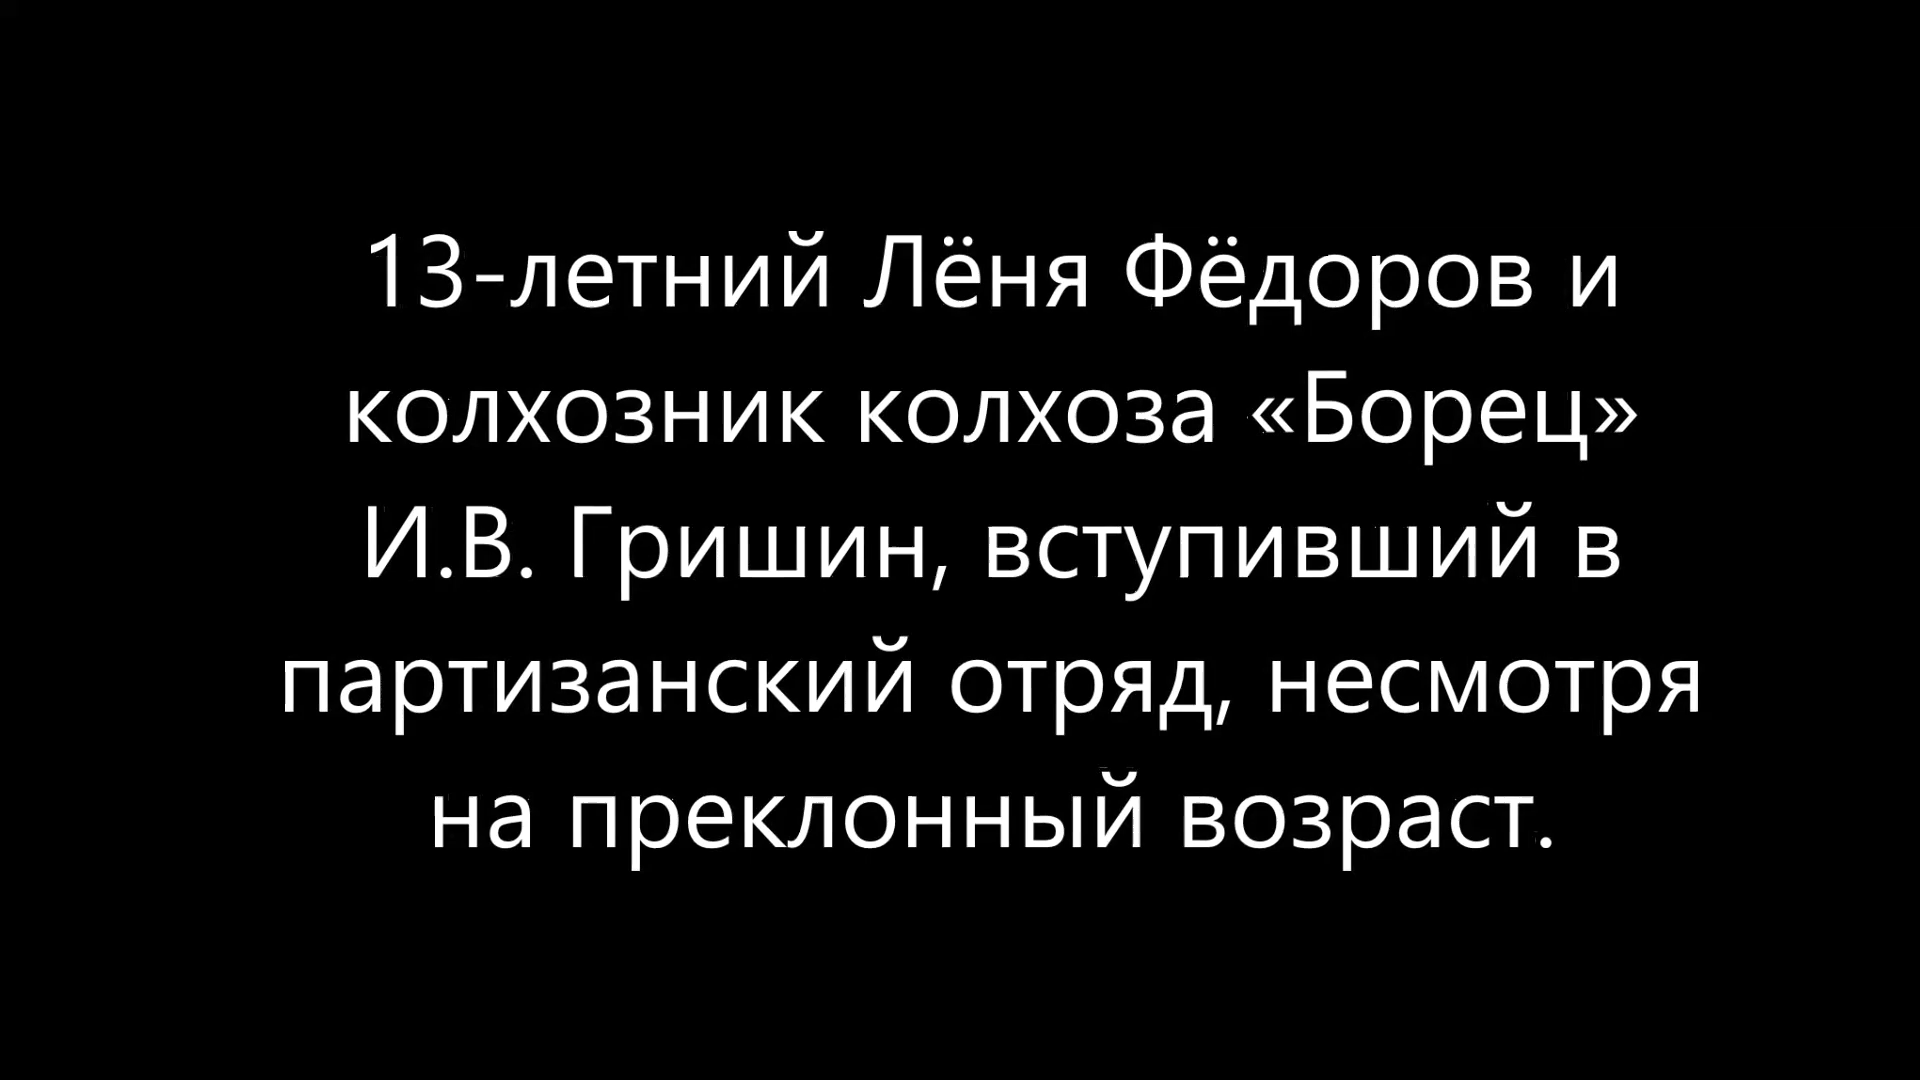 13-летний Лёня Фёдоров и
колхозник колхоза «Борец»
И.В. Гришин, вступивший в
партизанский отряд, несмотря
на преклонный возраст.